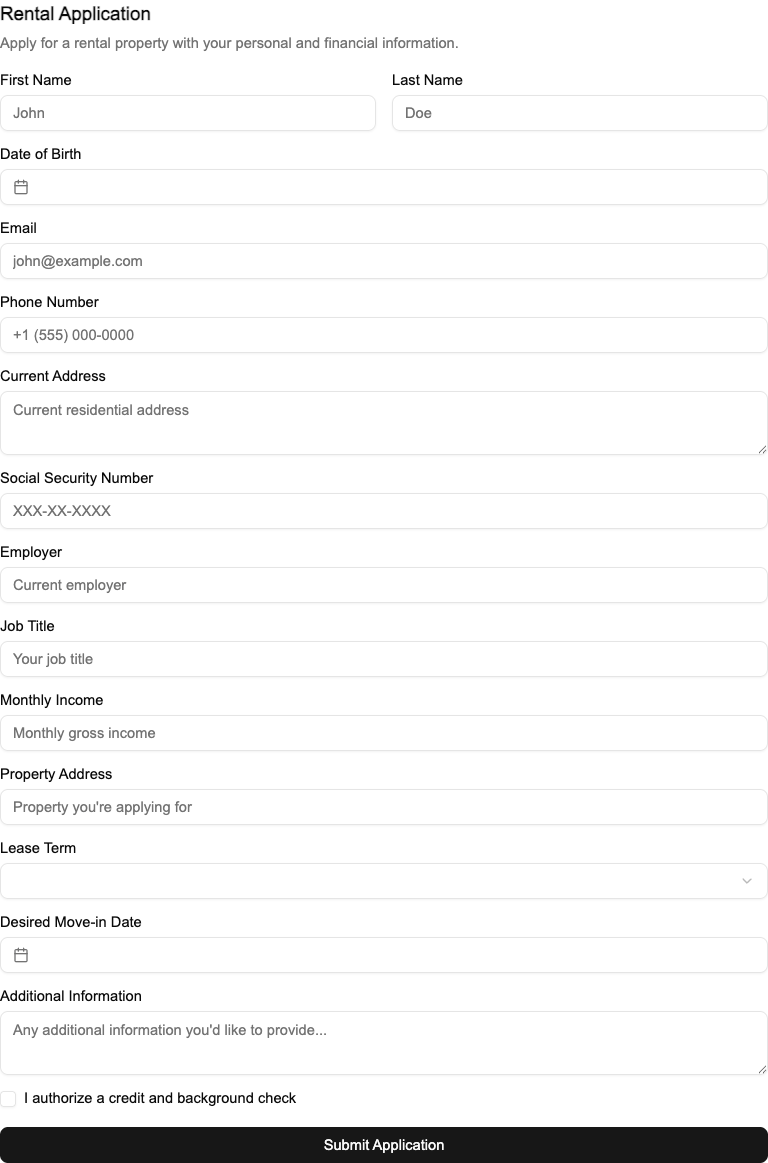 Rental Application
Apply for a rental property with your personal and financial information.
First Name
Last Name
John
Doe
Date of Birth
Email
john@example.com
Phone Number
+1 (555) 000-0000
Current Address
Current residential address
Social Security Number
XXX-XX-XXXX
Employer
Current employer
Job Title
Your job title
Monthly Income
Monthly gross income
Property Address
Property you're applying for
Lease Term
Desired Move-in Date
Additional Information
Any additional information you'd like to provide...
I authorize a credit and background check
Submit Application